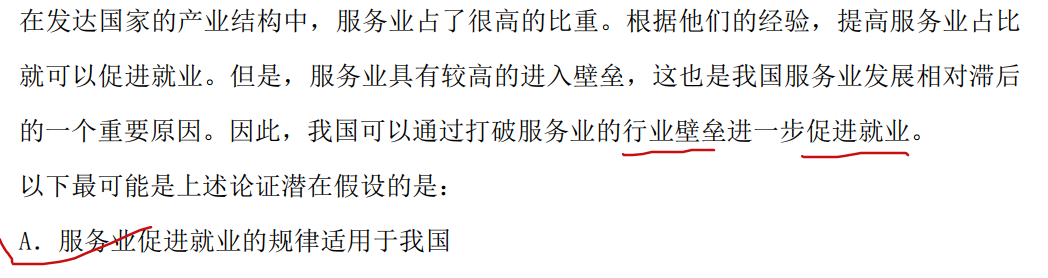 在发达国家的产业结构中，服务业占了很高的比重。根据他们的经验，提高服务业占比
就可以促进就业。但是，服务业具有较高的进入壁垒，这也是我国服务业发展相对滞后
的一个重要原因。因此，我国可以通过打破服务业的行业壁垒进一步促进就业。
以下最可能是上述论证潜在假设的是：
A．服务业促进就业的规律适用于我国